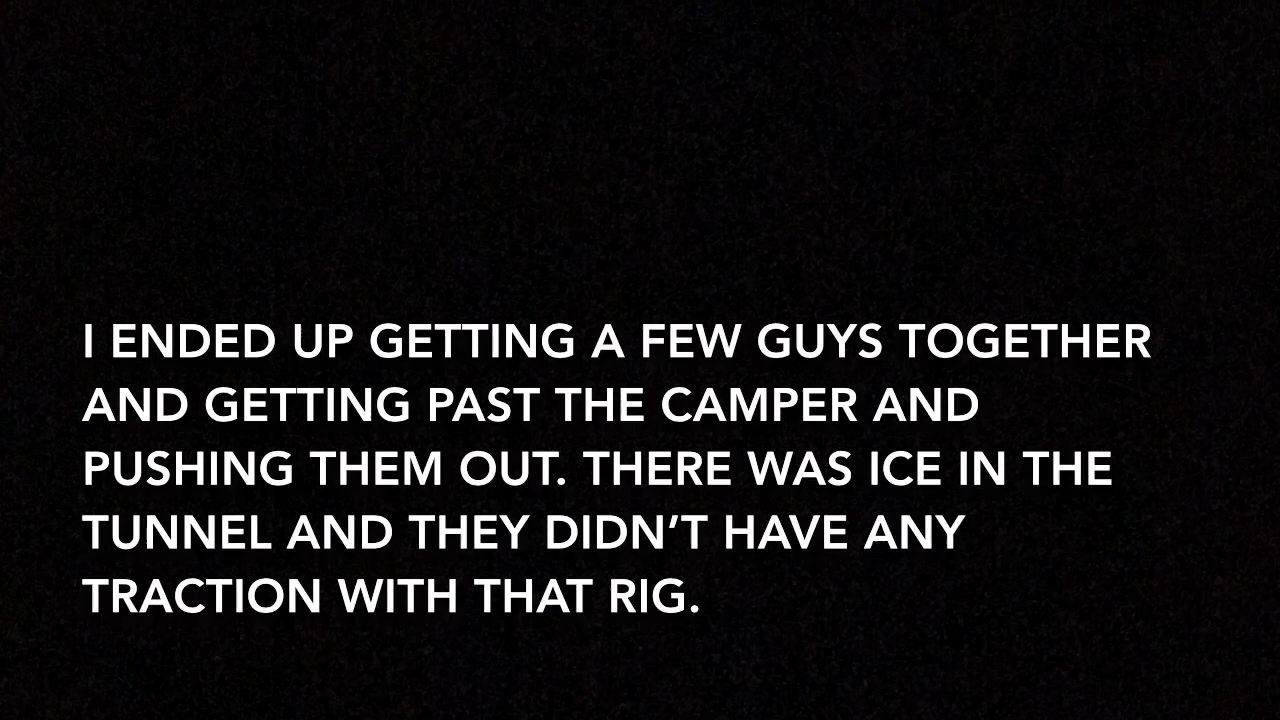 I ENDED UP GETTING A FEW GUYS TOGETHER
AND GETTING PAST THE CAMPER AND
PUSHING THEM OUT. THERE WAS ICE IN THE
TUNNEL AND THEY DIDN’T HAVE ANY
TRACTION WITH THAT RIG.